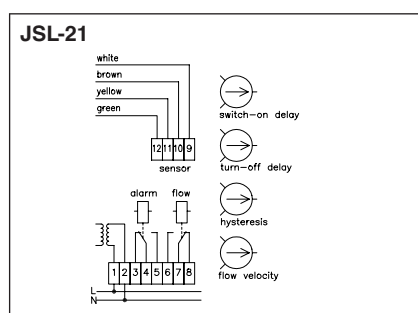 JSL-21
white
brown
yellow
green
12 11 10 9
sensor
switch-on delay
turn-off delay
alarm flow
hysteresis
flow velocity
1 2 3 4 5 6 7 8
L
N